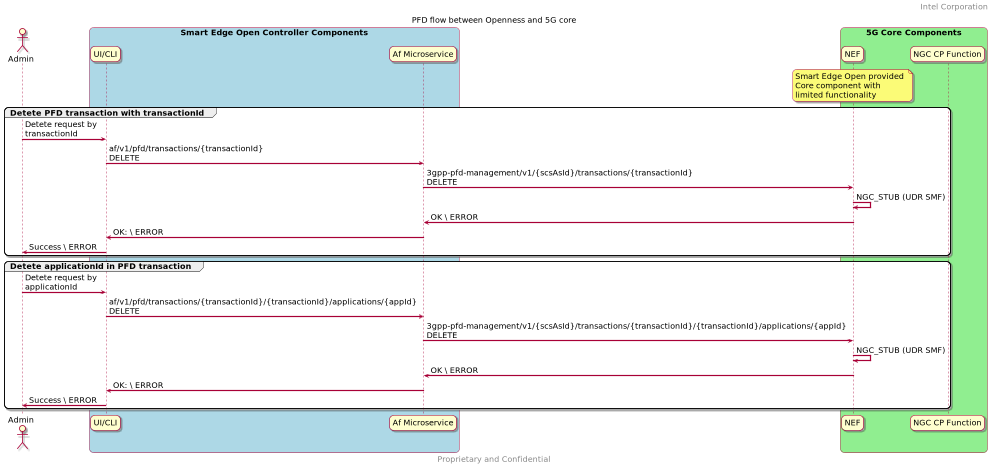 Intel Corporation
PFD flow between Openness and 5G core
Smart Edge Open Controller Components
5G Core Components
Admin
UI/CLI
Af Microservice
NEF
NGC CP Function
Smart Edge Open provided
Core component with
limited functionality
Detete PFD transaction with transactionId
Detete request by
transactionId
af/v1/pfd/transactions/{transactionId}
DELETE
3gpp-pfd-management/v1/{scsAsId}/transactions/{transactionId}
DELETE
NGC_STUB (UDR SMF)
OK \ ERROR
OK: \ ERROR
Success \ ERROR
Detete applicationId in PFD transaction
Detete request by
applicationId
af/v1/pfd/transactions/{transactionId}/{transactionId}/applications/{appId}
DELETE
3gpp-pfd-management/v1/{scsAsId}/transactions/{transactionId}/{transactionId}/applications/{appId}
DELETE
NGC_STUB (UDR SMF)
OK \ ERROR
OK: \ ERROR
Success \ ERROR
Admin
UI/CLI
Af Microservice
NEF
NGC CP Function
Proprietary and Confidential